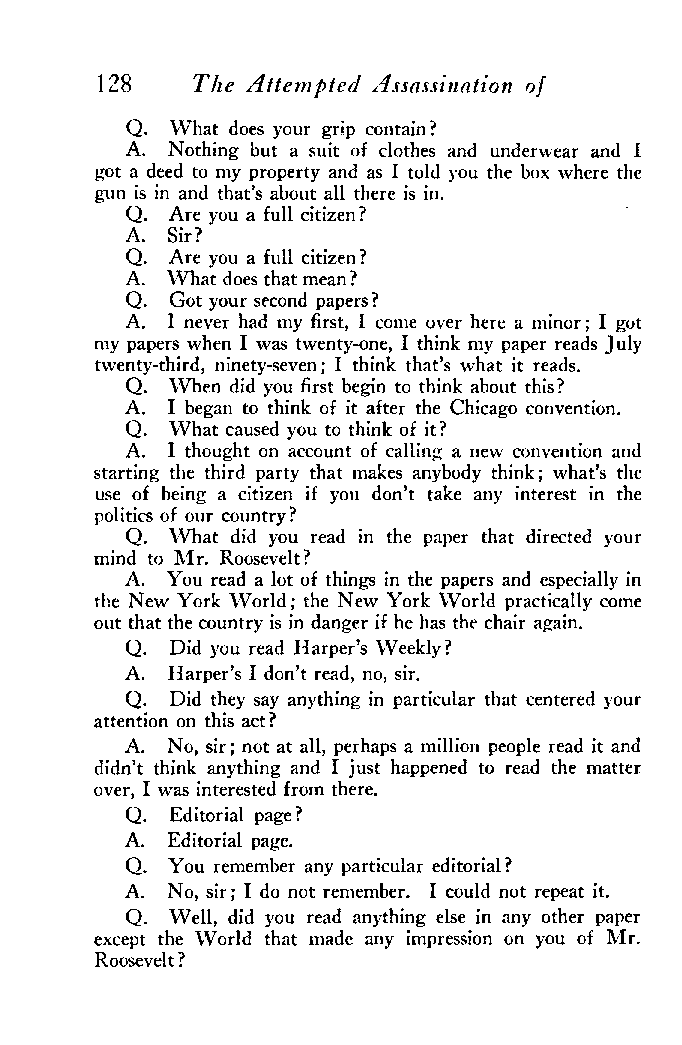 128 The Attempted Assassination of
Q. What does your grip contain?
A. Nothing but a suit of clothes and underwear and I
got a deed to my property and as I told you the box where the
gun is in and that's about all there is in.
Q. Are you a full citizen?
A. Sir?
Q. Are you a full citizen?
A. What does that mean?
Q. Got your second papers?
A. I never had my first, I come over here a minor; I got
my papers when I was twenty-one, I think my paper reads July
twenty-third, ninety-seven; I think that's what it reads.
Q. When did you first begin to think about this?
A. I began to think of it after the Chicago convention.
Q. What caused you to think of it?
A. I thought on account of calling a new convention and
starting the third party that makes anybody think; what's the
use of being a citizen if you don't take any interest in the
politics of our country?
Q. What did you read in the paper that directed your
mind to Mr. Roosevelt?
A. You read a lot of things in the papers and especially in
the New York World; the New York World practically come
out that the country is in danger if he has the chair again.
Q. Did you read Harper's Weekly?
A. Harper's I don't read, no, sir.
Q. Did they say anything in particular that centered your
attention on this act?
A. No, sir; not at all, perhaps a million people read it and
didn't think anything and I just happened to read the matter
over, I was interested from there.
Q. Editorial page?
A. Editorial page.
Q. You remember any particular editorial?
A. No, sir; I do not remember. I could not repeat it.
Q. Well, did you read anything else in any other paper
except the World that made any impression on you of Mr.
Roosevelt?